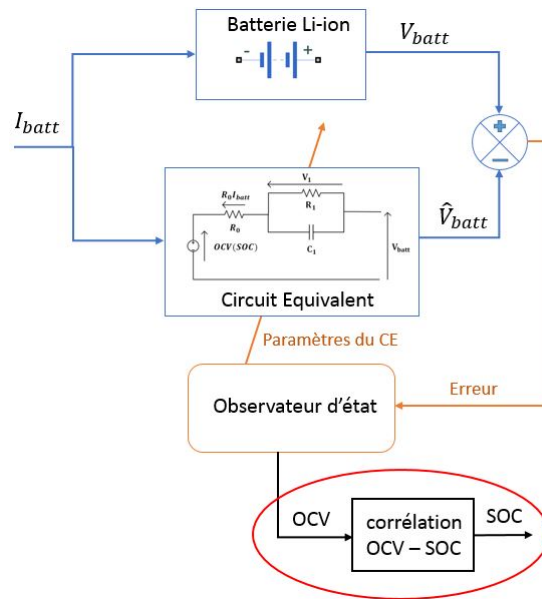 Batterie Li-ion
- +
V_batt
I_batt
+
−
V_1
R_0 I_batt
R_1
R_0
C_1
OCV(SOC)
V_batt
V̂_batt
Circuit Equivalent
Paramètres du CE
Observateur d'état
Erreur
OCV
corrélation
OCV – SOC
SOC